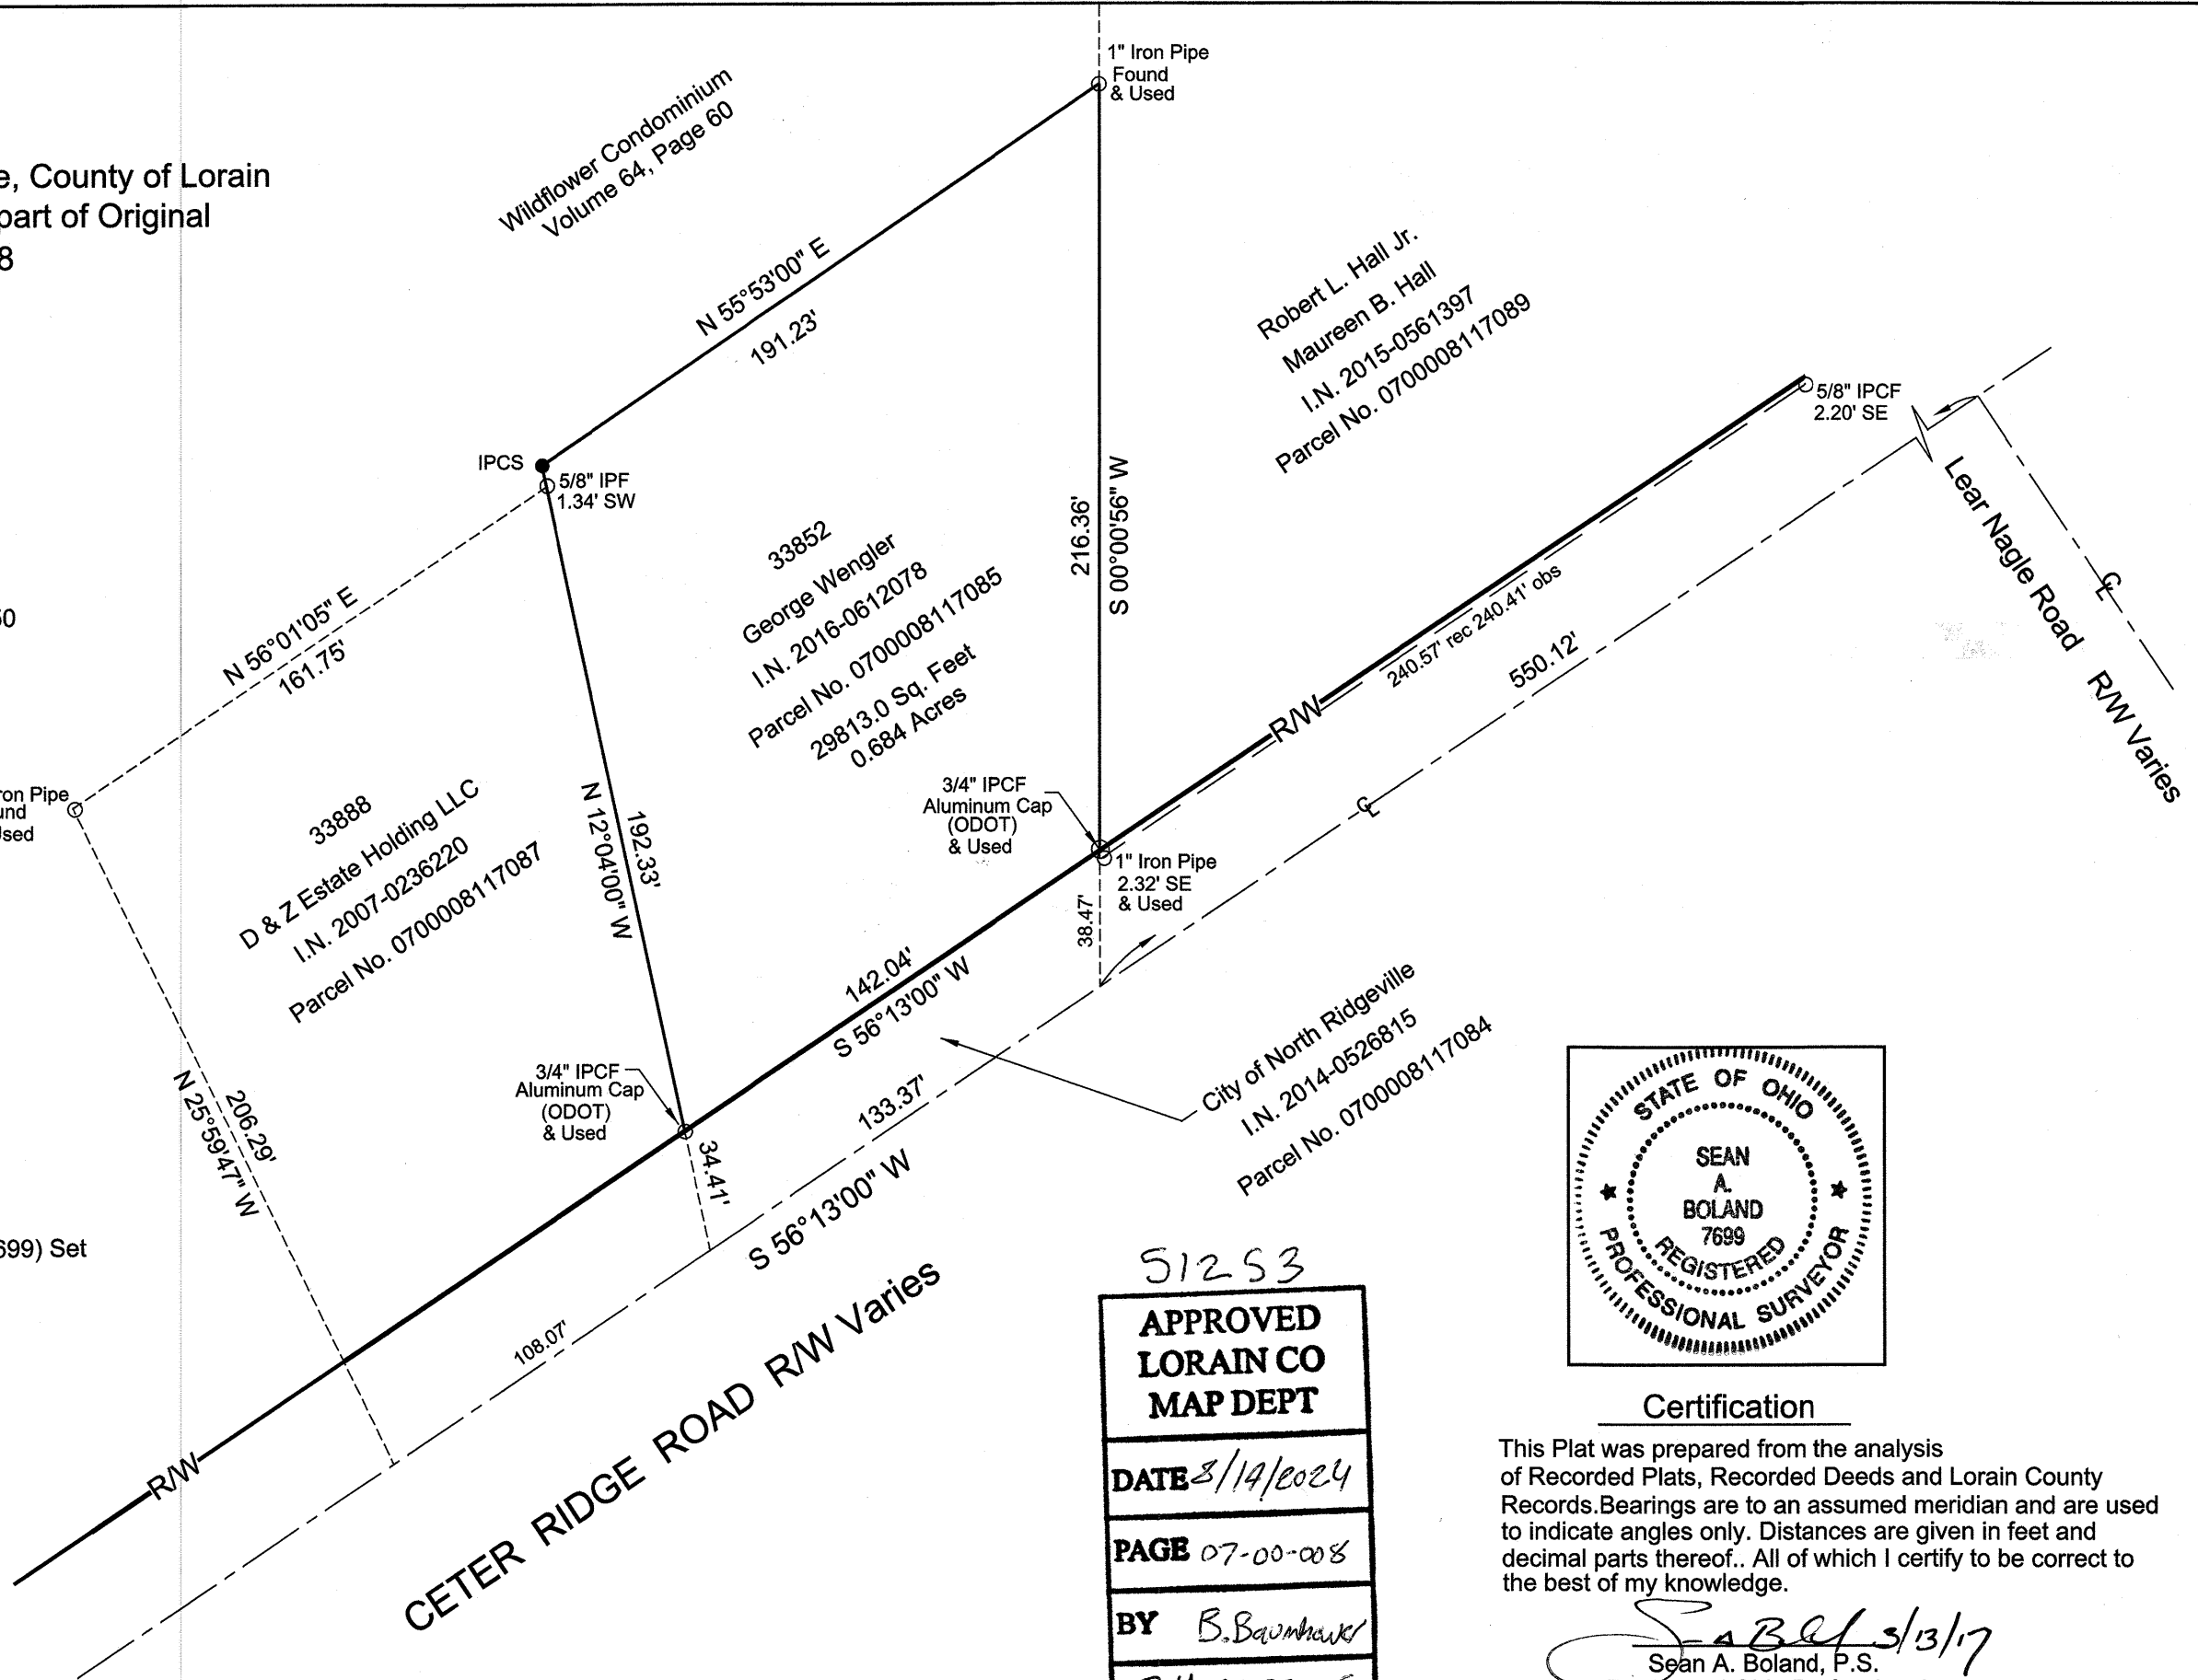 e, County of Lorain
part of Original
8
Wildflower Condominium
Volume 64, Page 60
1" Iron Pipe
Found
& Used
N 55°53'00" E
191.23'
Robert L. Hall Jr.
Maureen B. Hall
I.N. 2015-0561397
Parcel No. 0700008117089
5/8" IPCF
2.20' SE
IPCS
5/8" IPF
1.34' SW
216.36'
S 00°00'56" W
Lear Nagle Road R/W Varies
C L
33852
George Wengler
I.N. 2016-0612078
Parcel No. 0700008117085
29813.0 Sq. Feet
0.684 Acres
N 56°01'05" E
161.75'
ron Pipe
und
sed
33888
D & Z Estate Holding LLC
I.N. 2007-0236220
Parcel No. 0700008117087
192.33'
N 12°04'00" W
R/W
240.57' rec 240.41' obs
550.12'
C L
3/4" IPCF
Aluminum Cap
(ODOT)
& Used
1" Iron Pipe
2.32' SE
& Used
38.47'
142.04'
S 56°13'00" W
3/4" IPCF
Aluminum Cap
(ODOT)
& Used
34.41'
133.37'
S 56°13'00" W
City of North Ridgeville
I.N. 2014-0526815
Parcel No. 0700008117084
206.29'
N 25°59'47" W
699) Set
108.07'
R/W
CETER RIDGE ROAD R/W Varies
51253
APPROVED
LORAIN CO
MAP DEPT
DATE 8/14/2024
PAGE 07-00-008
BY B. Baumhower
STATE OF OHIO
SEAN
A.
BOLAND
7699
REGISTERED
PROFESSIONAL SURVEYOR
Certification
This Plat was prepared from the analysis
of Recorded Plats, Recorded Deeds and Lorain County
Records.Bearings are to an assumed meridian and are used
to indicate angles only. Distances are given in feet and
decimal parts thereof.. All of which I certify to be correct to
the best of my knowledge.
3/13/17
Sean A. Boland, P.S.